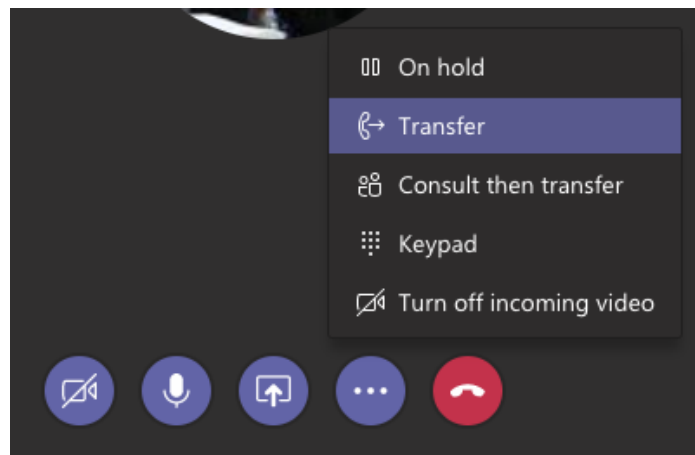 On hold
Transfer
Consult then transfer
Keypad
Turn off incoming video